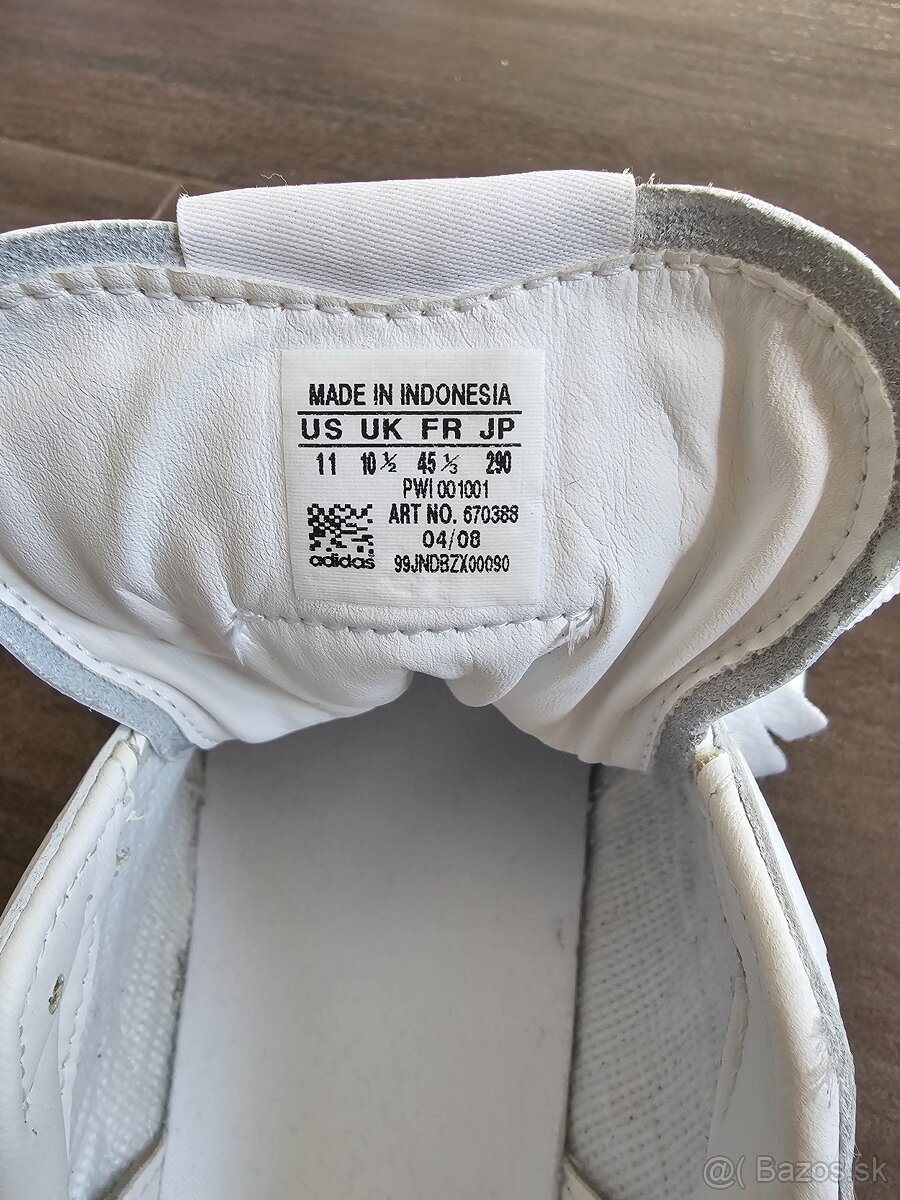 MADE IN INDONESIA
US UK FR JP
11 10½ 45⅓ 290
PWI 001001
ART NO. 670388
04/08
adidas 99JNDBZX00090
@( Bazos.sk